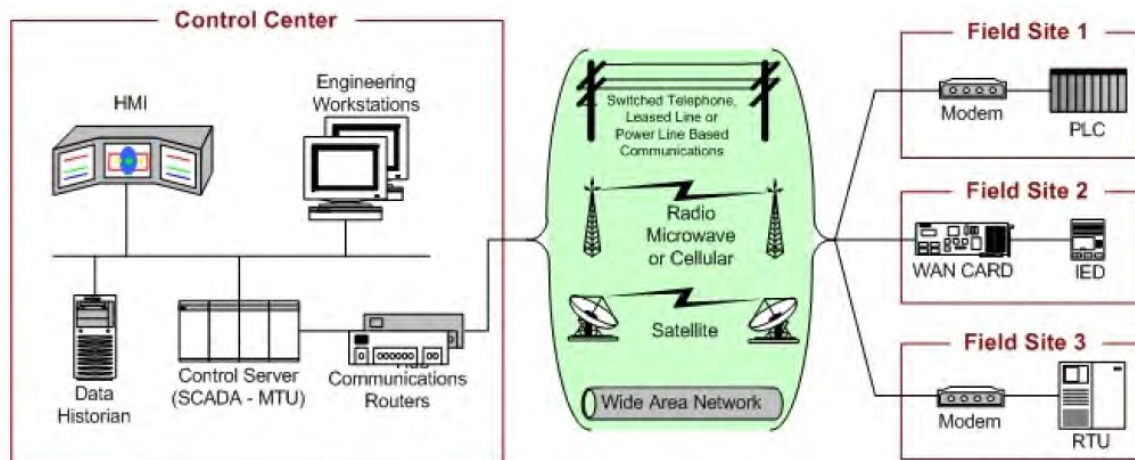 Control Center
HMI
Engineering
Workstations
Data
Historian
Control Server
(SCADA - MTU)
Communications
Routers
Switched Telephone,
Leased Line or
Power Line Based
Communications
Radio
Microwave
or Cellular
Satellite
Wide Area Network
Field Site 1
Modem
PLC
Field Site 2
WAN CARD
IED
Field Site 3
Modem
RTU